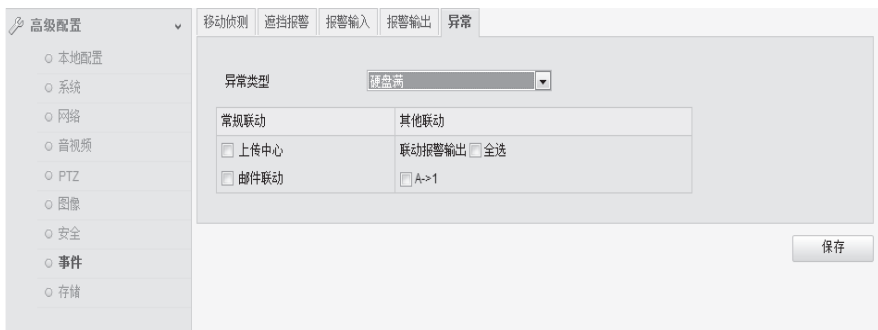 高级配置
本地配置
系统
网络
音视频
PTZ
图像
安全
事件
存储
移动侦测 遮挡报警 报警输入 报警输出 异常
异常类型 硬盘满
常规联动 其他联动
上传中心 联动报警输出 全选
邮件联动 A->1
保存